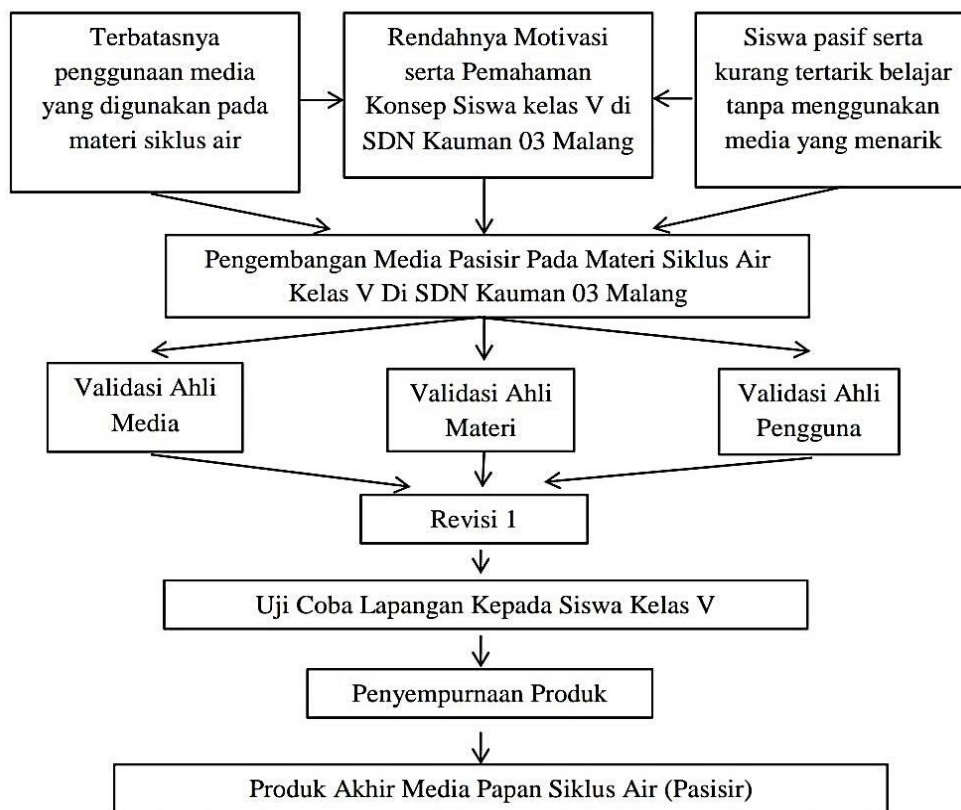 Terbatasnya
penggunaan media
yang digunakan pada
materi siklus air
Rendahnya Motivasi
serta Pemahaman
Konsep Siswa kelas V di
SDN Kauman 03 Malang
Siswa pasif serta
kurang tertarik belajar
tanpa menggunakan
media yang menarik
Pengembangan Media Pasisir Pada Materi Siklus Air
Kelas V Di SDN Kauman 03 Malang
Validasi Ahli
Media
Validasi Ahli
Materi
Validasi Ahli
Pengguna
Revisi 1
Uji Coba Lapangan Kepada Siswa Kelas V
Penyempurnaan Produk
Produk Akhir Media Papan Siklus Air (Pasisir)